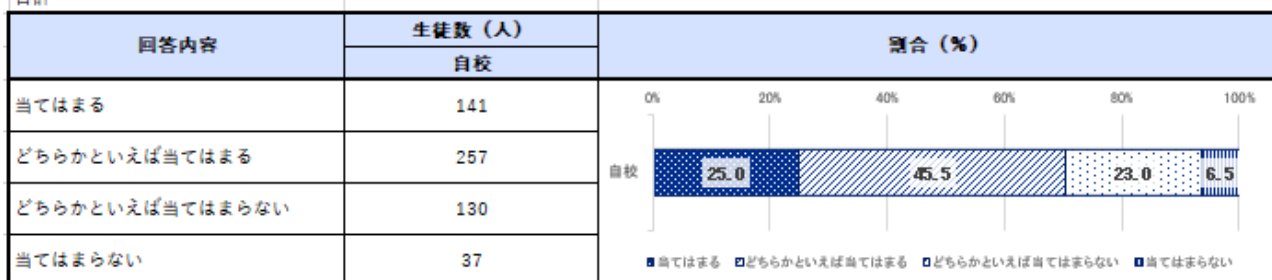 回答内容 生徒数（人） 割合（%）
自校
当てはまる 141
どちらかといえば当てはまる 257
どちらかといえば当てはまらない 130
当てはまらない 37
0% 20% 40% 60% 80% 100%
自校 25.0 45.5 23.0 6.5
当てはまる どちらかといえば当てはまる どちらかといえば当てはまらない 当てはまらない